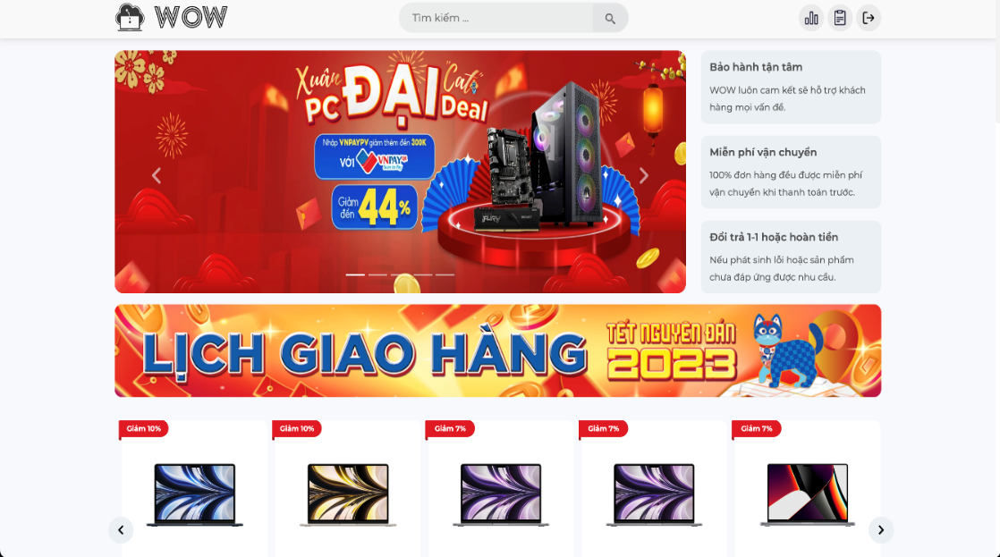 WOW
Tìm kiếm ...
Xuân "Cat"
PC ĐẠI Deal
Nhập VNPAYPV giảm thêm đến 300K
VỚI VNPAY
Giảm
đến 44%
FURY
Bảo hành tận tâm
WOW luôn cam kết sẽ hỗ trợ khách
hàng mọi vấn đề.
Miễn phí vận chuyển
100% đơn hàng đều được miễn phí
vận chuyển khi thanh toán trước.
Đổi trả 1-1 hoặc hoàn tiền
Nếu phát sinh lỗi hoặc sản phẩm
chưa đáp ứng được nhu cầu.
LỊCH GIAO HÀNG
TẾT NGUYÊN ĐÁN
2023
Giảm 10%
Giảm 10%
Giảm 7%
Giảm 7%
Giảm 7%